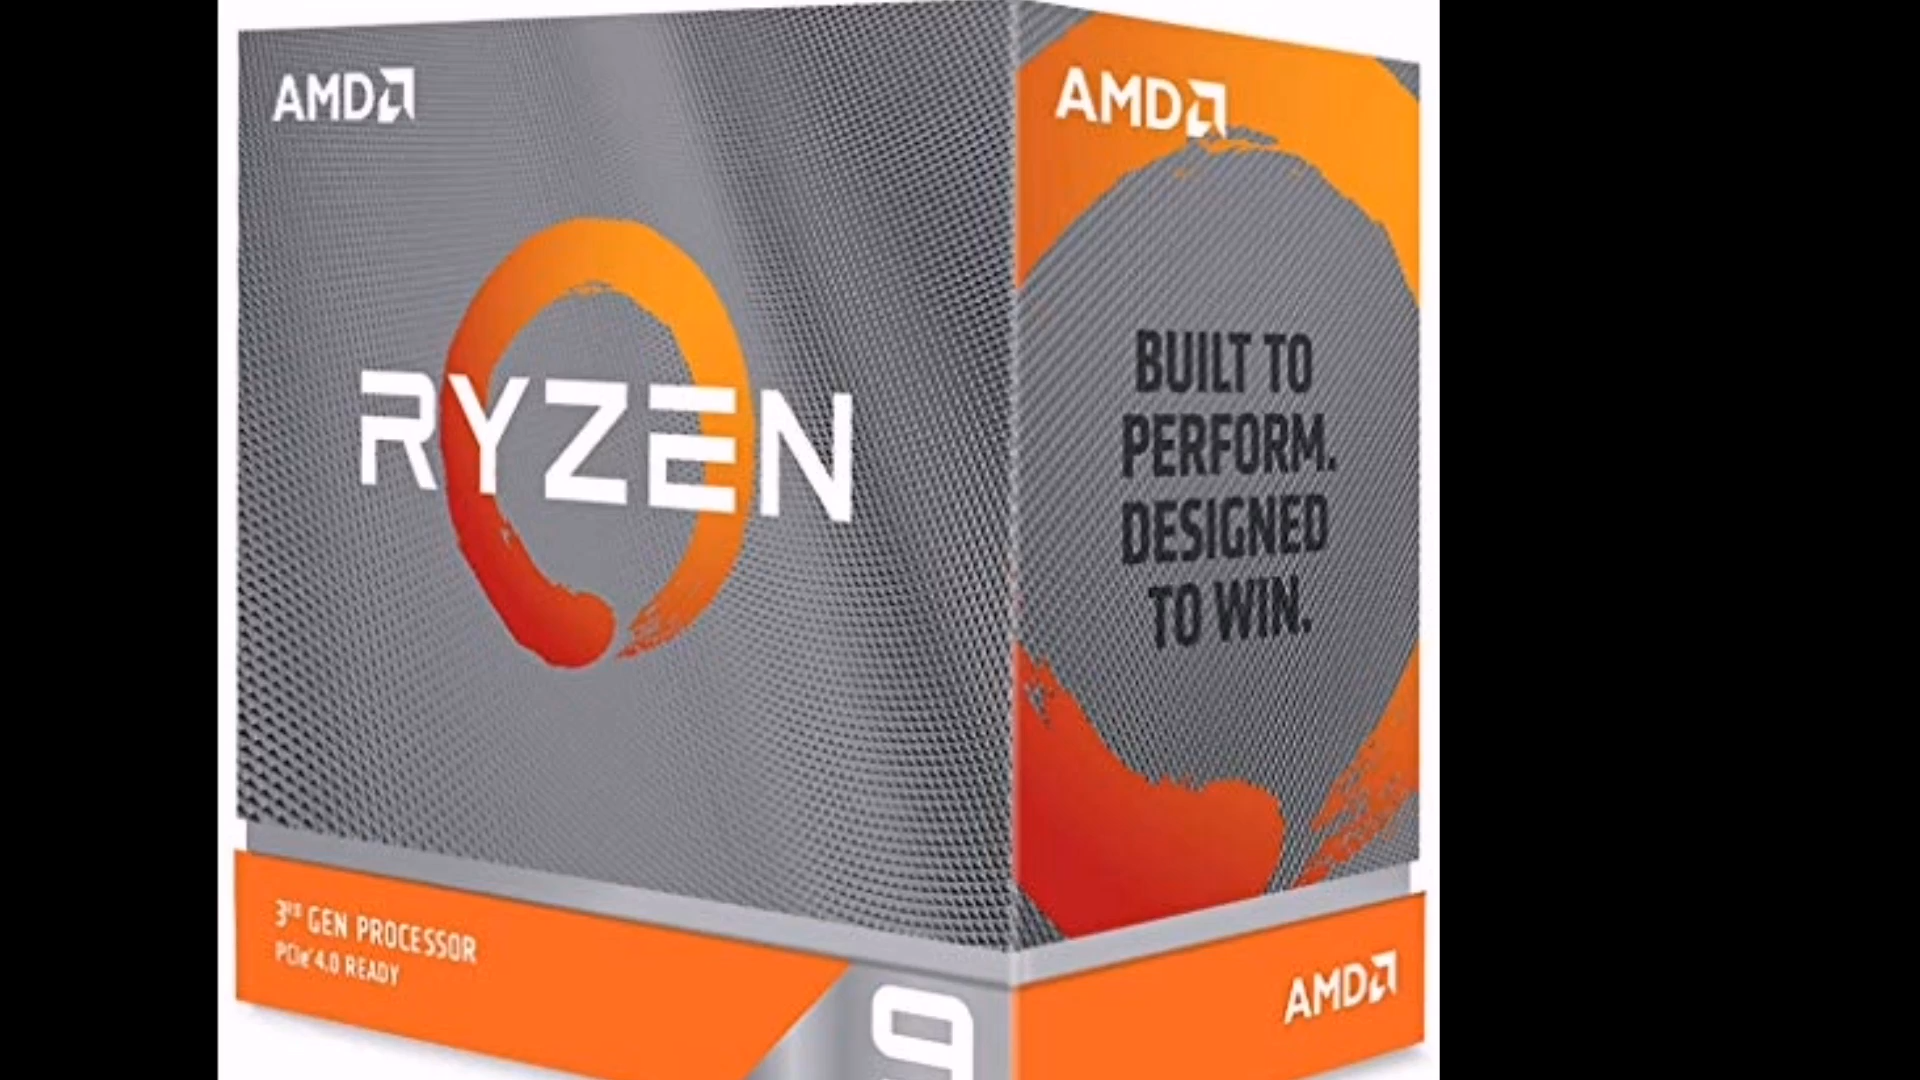 AMD
RYZEN
3RD GEN PROCESSOR
PCIe® 4.0 READY
9
AMD
BUILT TO
PERFORM.
DESIGNED
TO WIN.
AMD